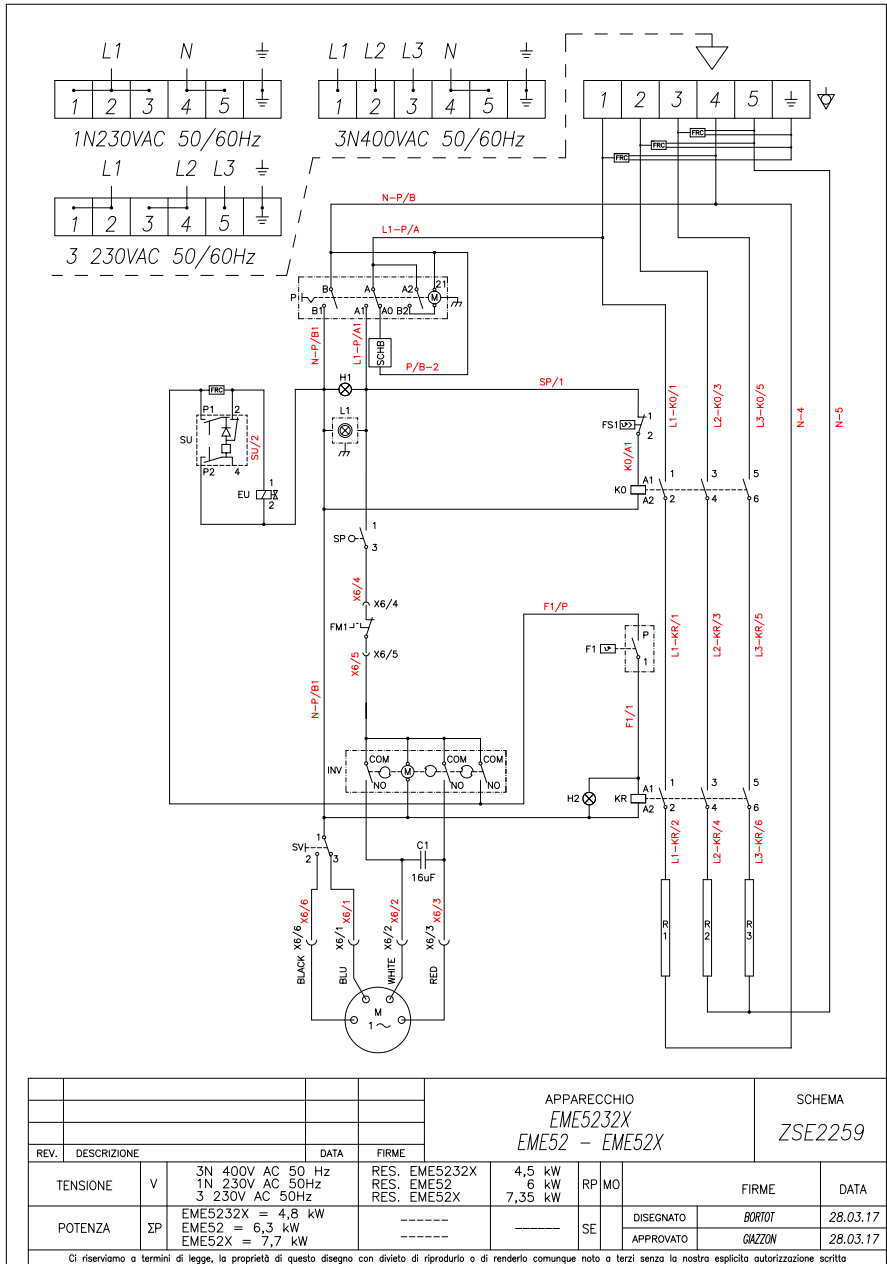 L1 N
1 2 3 4 5
1N230VAC 50/60Hz
L1 L2 L3 N
1 2 3 4 5
3N400VAC 50/60Hz
L1 L2 L3
1 2 3 4 5
3 230VAC 50/60Hz
1 2 3 4 5
FRC
FRC
FRC
N-P/B
L1-P/A
P
B
A
A2
21
M
B1
A1
A0
B2
N-P/B1
L1-P/A1
SCHB
P/B-2
H1
SP/1
L1
FRC
P1
2
SU
SU/2
P2
4
EU
1
2
FS1
1
2
K0/A1
K0
A1
A2
1
2
3
4
5
6
L1-K0/1
L2-K0/3
L3-K0/5
N-4
N-5
SP
1
3
X6/4
X6/4
FM1
X6/5
X6/5
N-P/B1
F1/P
F1
P
1
F1/1
L1-KR/1
L2-KR/3
L3-KR/5
INV
COM
NO
M
COM
NO
COM
NO
H2
KR
A1
A2
1
2
3
4
5
6
L1-KR/2
L2-KR/4
L3-KR/6
SV
1
2
3
C1
16uF
X6/6
X6/1
X6/2
X6/3
BLACK X6/6
BLU X6/1
WHITE X6/2
RED X6/3
M
1
R1
R2
R3
REV. DESCRIZIONE DATA FIRME
APPARECCHIO
EME5232X
EME52 - EME52X
SCHEMA
ZSE2259
TENSIONE V
3N 400V AC 50 Hz
1N 230V AC 50Hz
3 230V AC 50Hz
RES. EME5232X 4,5 kW
RES. EME52 6 kW
RES. EME52X 7,35 kW
RP MO
FIRME DATA
POTENZA ΣP
EME5232X = 4,8 kW
EME52 = 6,3 kW
EME52X = 7,7 kW
------
------
------
SE
DISEGNATO BORTOT 28.03.17
APPROVATO GIAZZON 28.03.17
Ci riserviamo a termini di legge, la proprietà di questo disegno con divieto di riprodurlo o di renderlo comunque noto a terzi senza la nostra esplicita autorizzazione scritta